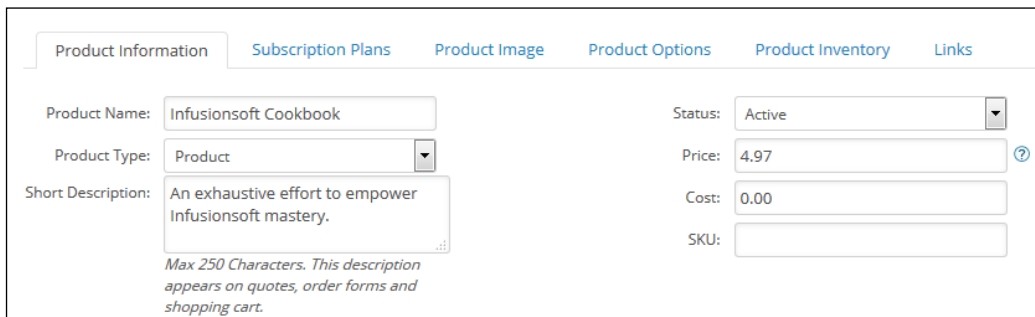 Product Information Subscription Plans Product Image Product Options Product Inventory Links
Product Name: Infusionsoft Cookbook
Product Type: Product
Short Description: An exhaustive effort to empower
Infusionsoft mastery.
Max 250 Characters. This description
appears on quotes, order forms and
shopping cart.
Status: Active
Price: 4.97 ?
Cost: 0.00
SKU: